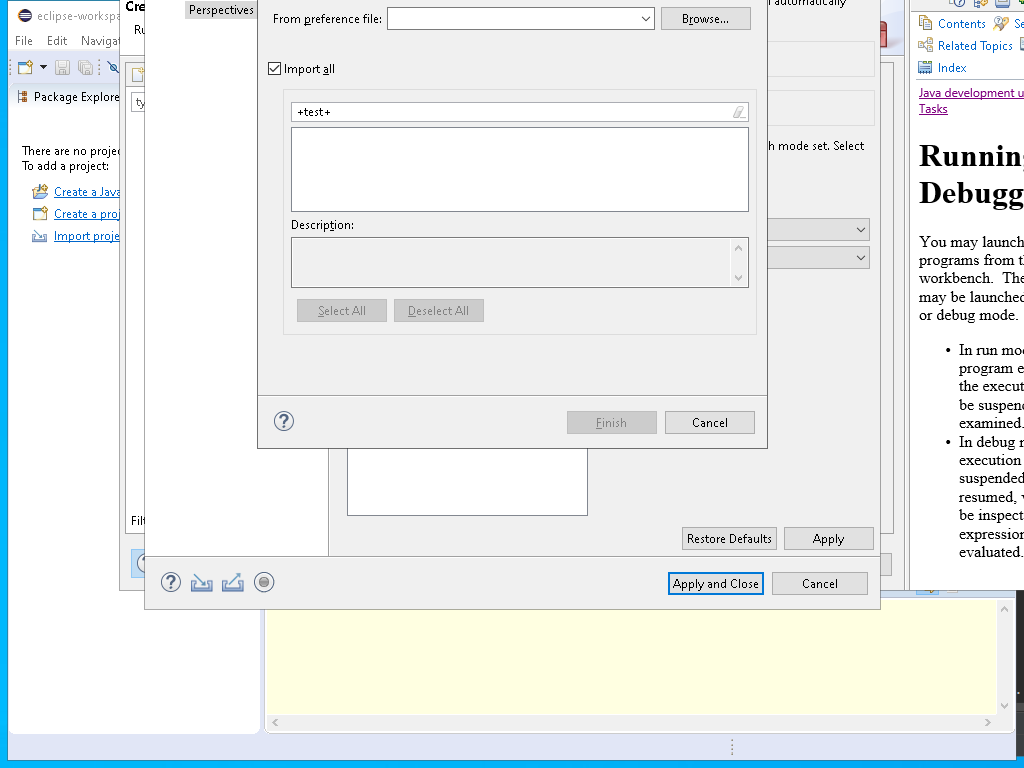 eclipse-workspa
File Edit Navigat
Package Explore
There are no projec
To add a project:
Create a Java
Create a proj
Import proje
Cre
Ru
ty
Filt
Perspectives
From preference file:
Browse...
Import all
+test+
Description:
Select All
Deselect All
Finish
Cancel
automatically
h mode set. Select
Restore Defaults
Apply
Apply and Close
Cancel
Contents
Se
Related Topics
Index
Java development u
Tasks
Running
Debugg
You may launch
programs from th
workbench. The
may be launched
or debug mode.
• In run mod
program e
the execut
be suspend
examined.
• In debug m
execution
suspended
resumed, v
be inspect
expression
evaluated.